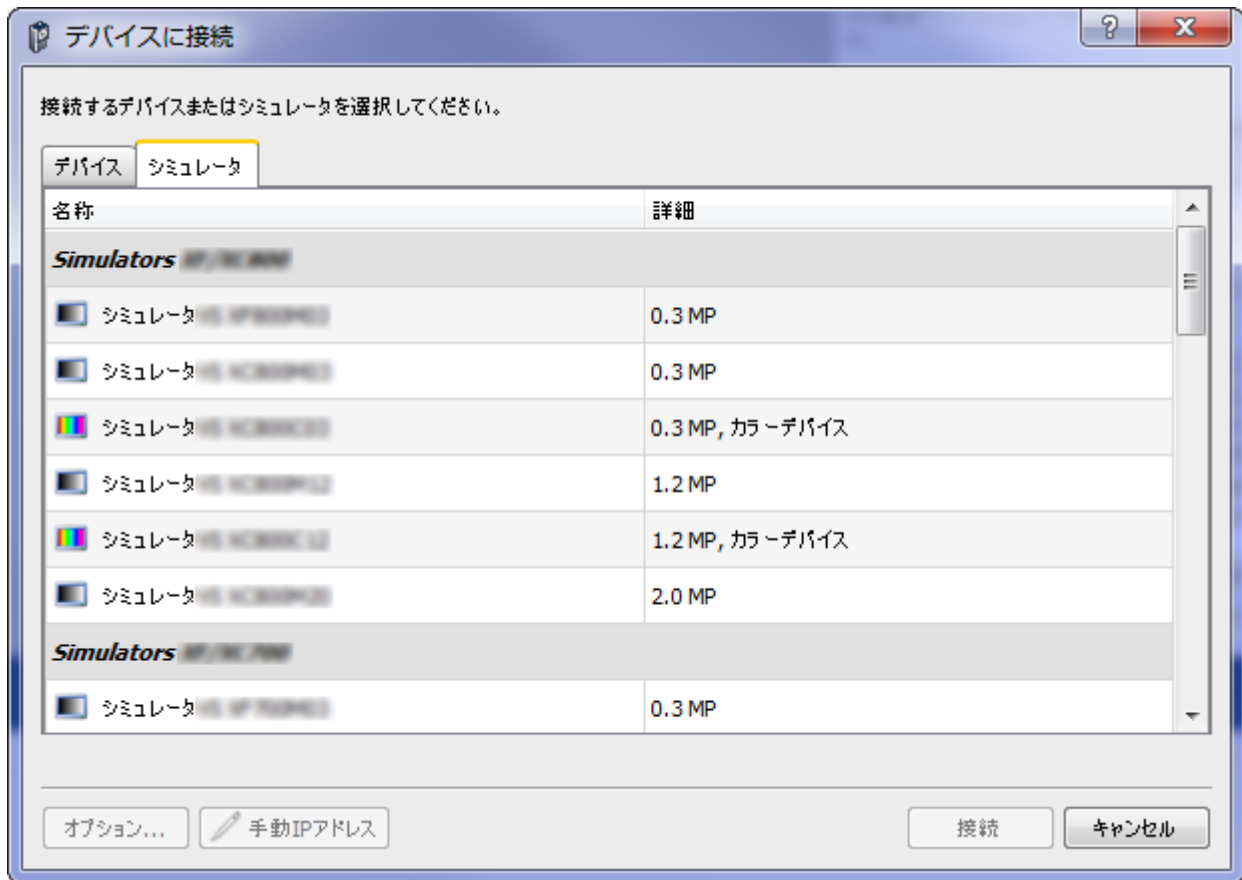 デバイスに接続
接続するデバイスまたはシミュレータを選択してください。
デバイス シミュレータ
名称 詳細
Simulators
シミュレータ 0.3 MP
シミュレータ 0.3 MP
シミュレータ 0.3 MP, カラーデバイス
シミュレータ 1.2 MP
シミュレータ 1.2 MP, カラーデバイス
シミュレータ 2.0 MP
Simulators
シミュレータ 0.3 MP
オプション... 手動IPアドレス 接続 キャンセル